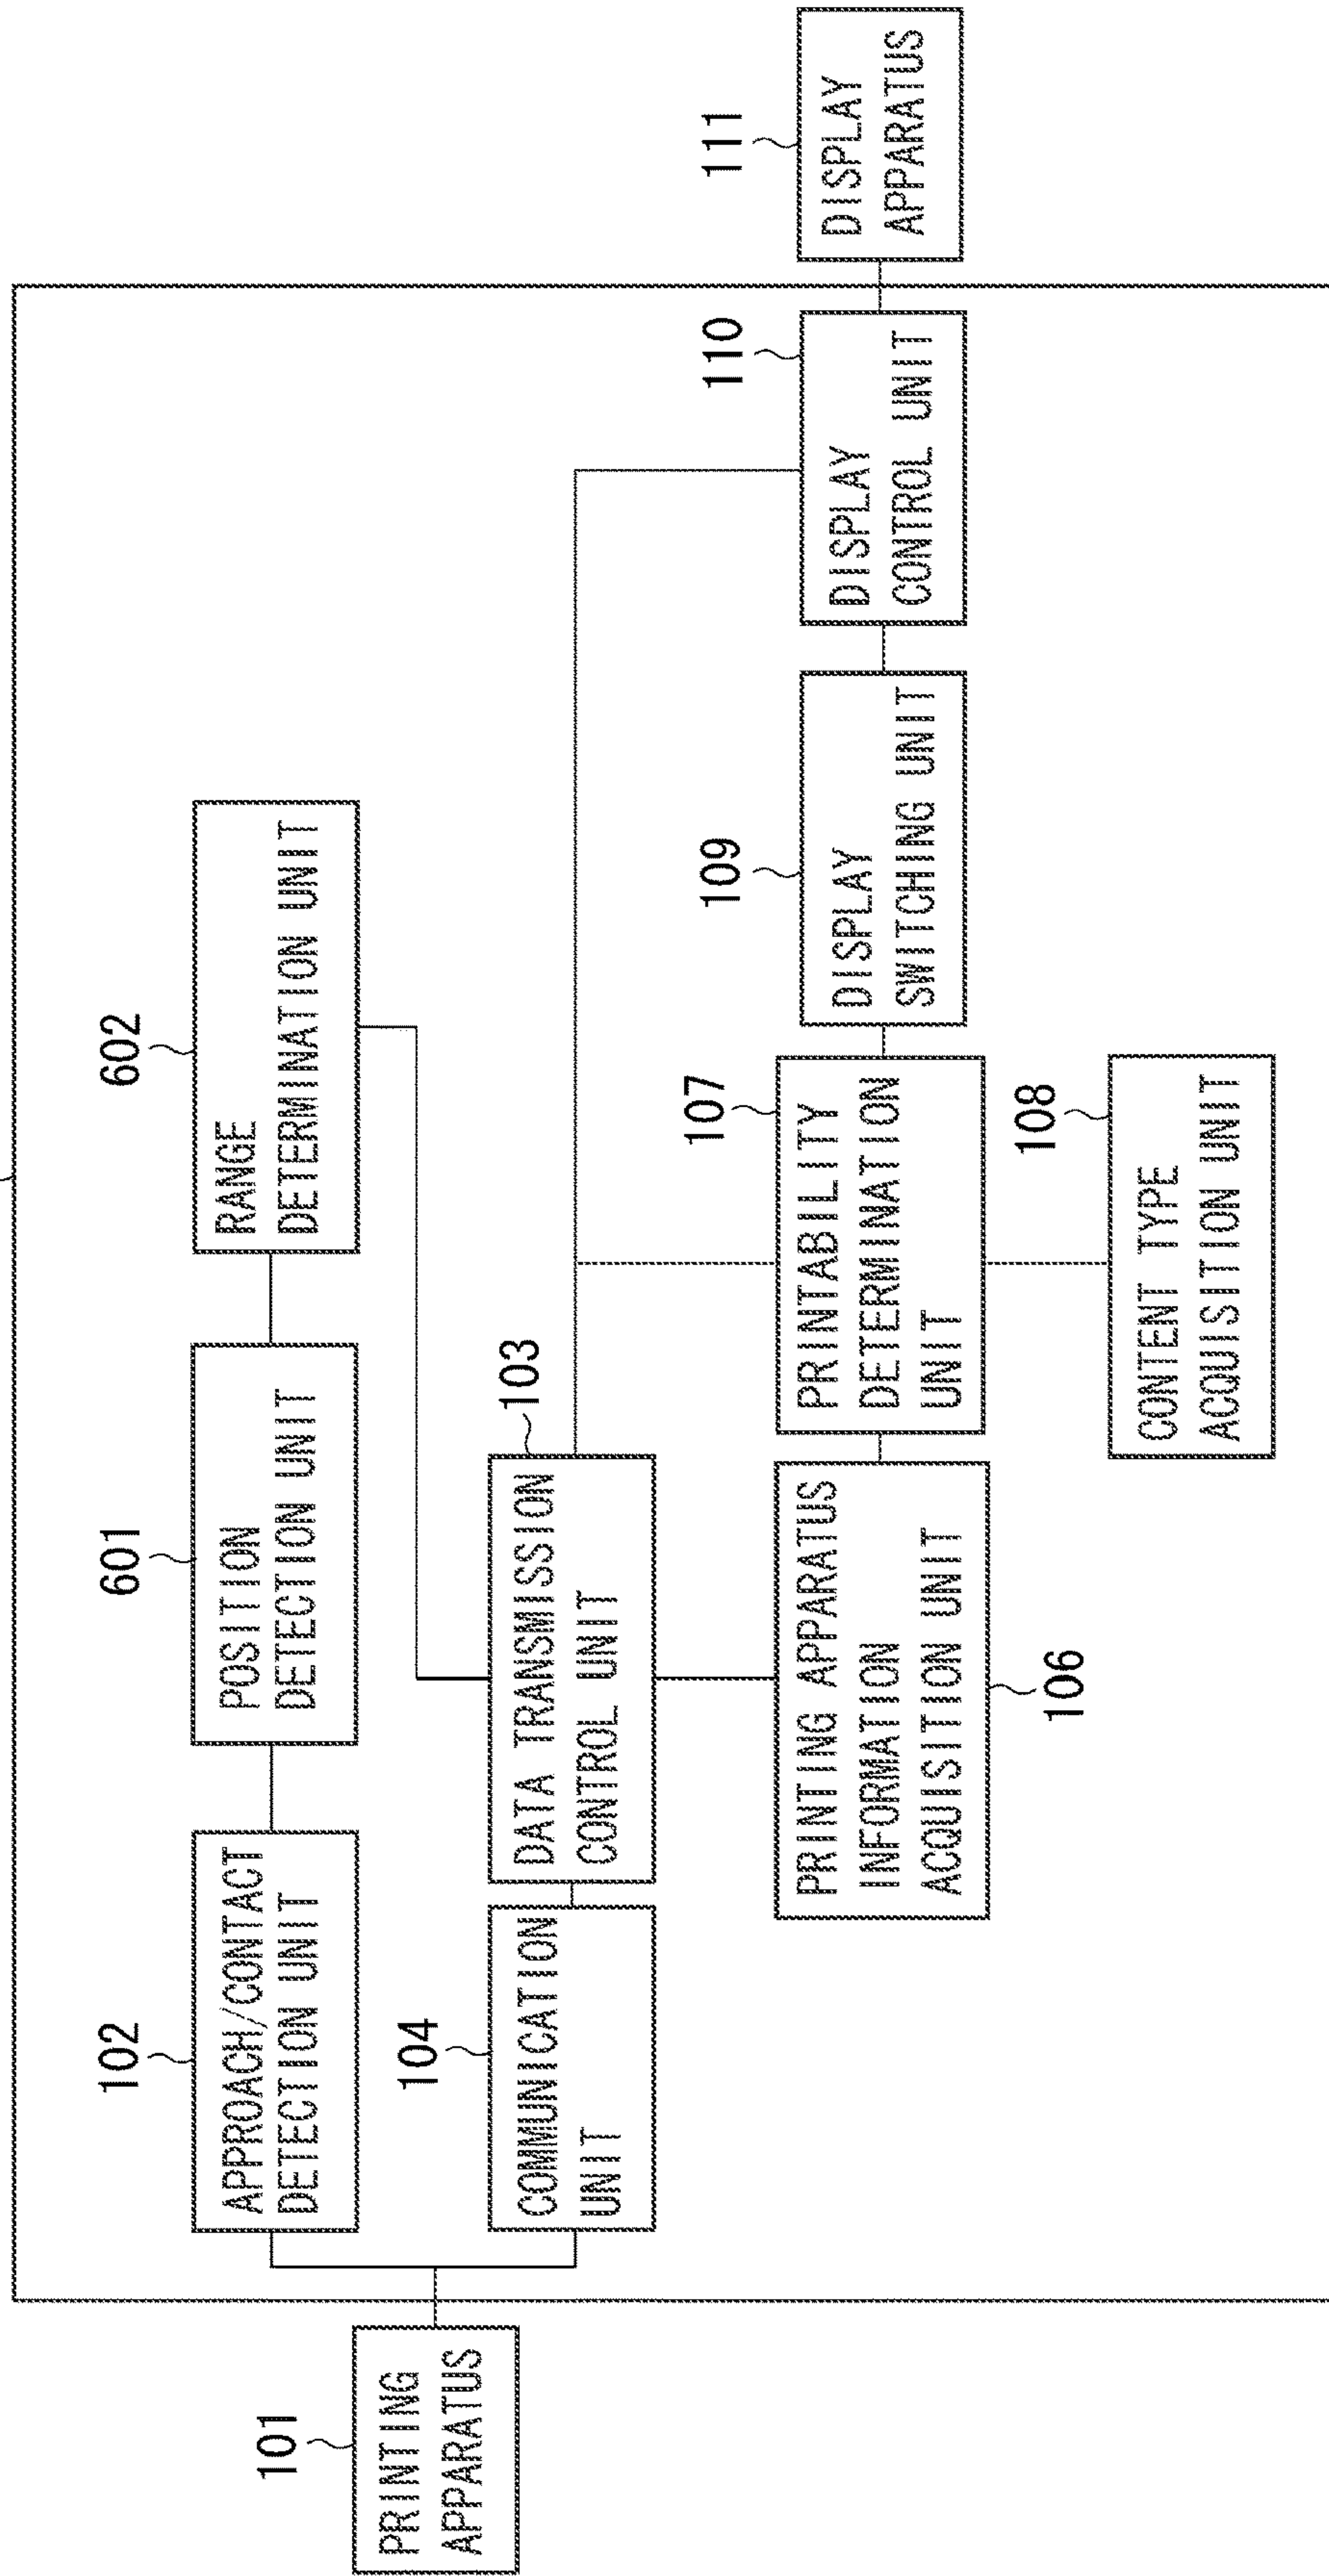 101
PRINTING
APPARATUS
102
APPROACH/CONTACT
DETECTION UNIT
601
POSITION
DETECTION UNIT
602
RANGE
DETERMINATION UNIT
104
COMMUNICATION
UNIT
103
DATA TRANSMISSION
CONTROL UNIT
PRINTING APPARATUS
INFORMATION
ACQUISITION UNIT
106
107
PRINTABILITY
DETERMINATION
UNIT
108
CONTENT TYPE
ACQUISITION UNIT
109
DISPLAY
SWITCHING UNIT
110
DISPLAY
CONTROL UNIT
111
DISPLAY
APPARATUS